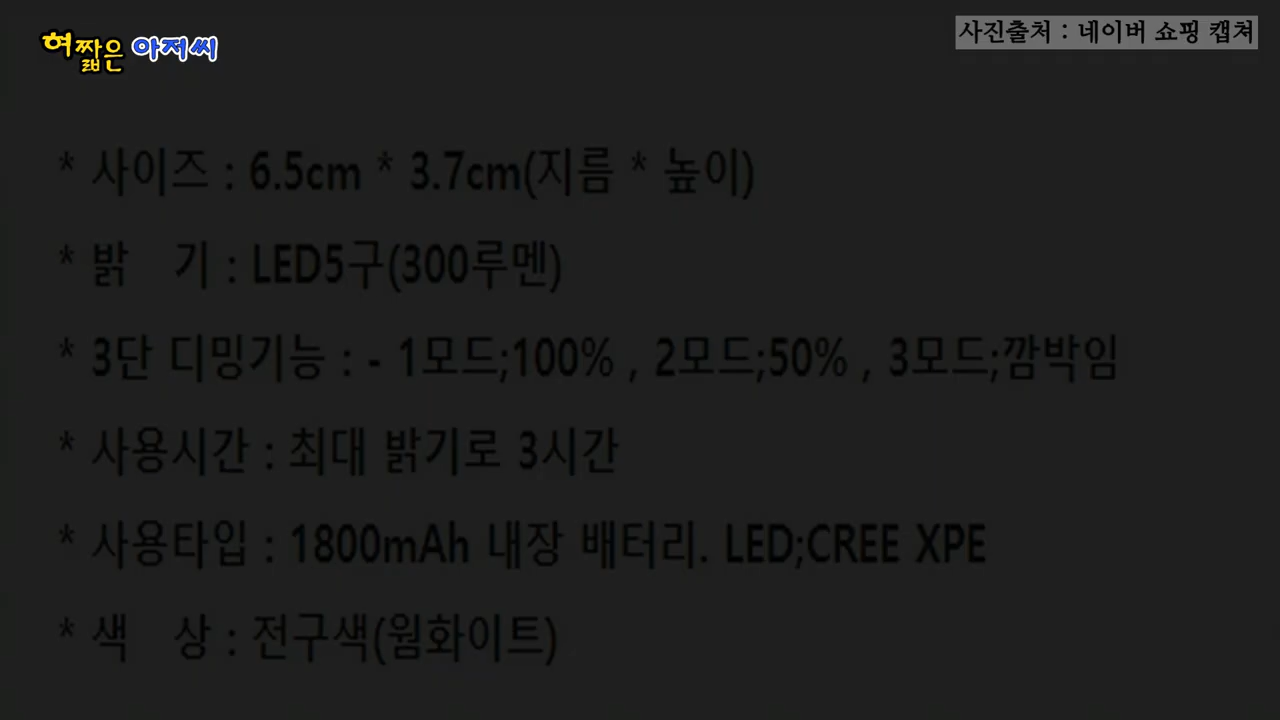 혀짧은 아저씨
사진출처 : 네이버 쇼핑 캡쳐
* 사이즈 : 6.5cm * 3.7cm(지름 * 높이)
* 밝 기 : LED5구(300루멘)
* 3단 디밍기능 : - 1모드;100% , 2모드;50% , 3모드;깜박임
* 사용시간 : 최대 밝기로 3시간
* 사용타입 : 1800mAh 내장 배터리. LED;CREE XPE
* 색 상 : 전구색(웜화이트)